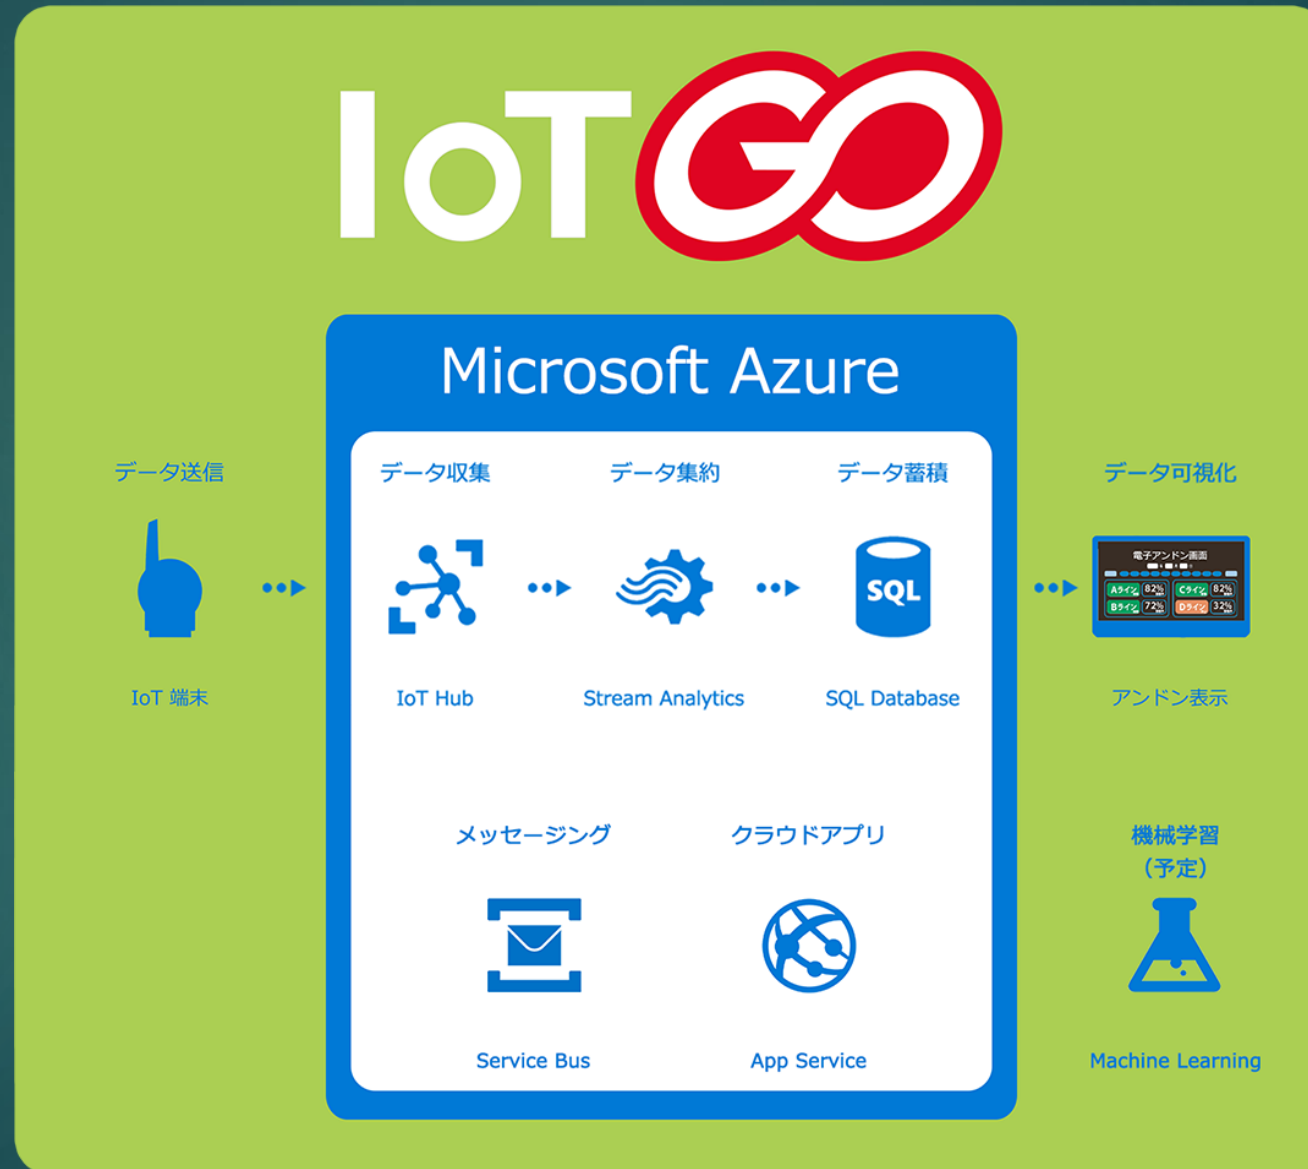 IoT GO
Microsoft Azure
データ送信
データ収集
データ集約
データ蓄積
データ可視化
SQL
電子アンドン画面
Aライン 82%
Cライン 82%
Bライン 72%
Dライン 32%
IoT 端末
IoT Hub
Stream Analytics
SQL Database
アンドン表示
メッセージング
クラウドアプリ
機械学習
(予定)
Service Bus
App Service
Machine Learning